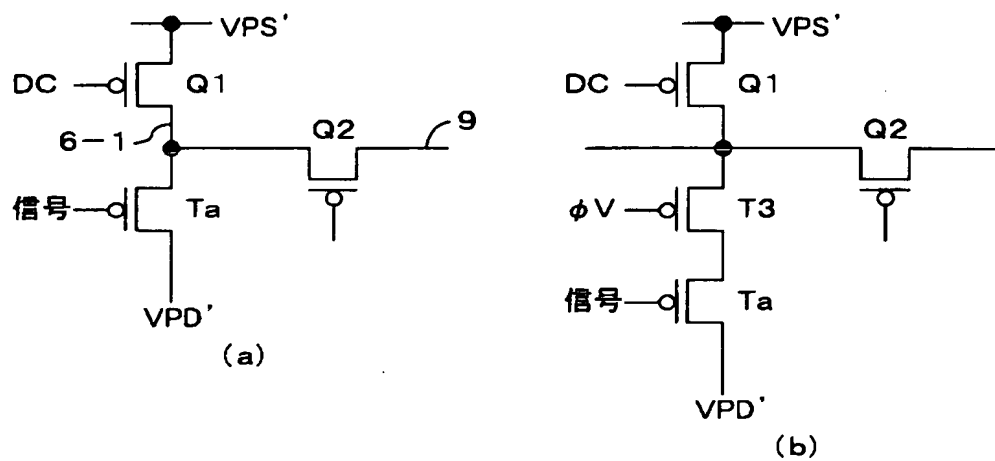 VPS'
DC
Q1
6-1
Q2
9
信号
Ta
VPD'
(a)
VPS'
DC
Q1
Q2
φV
T3
信号
Ta
VPD'
(b)